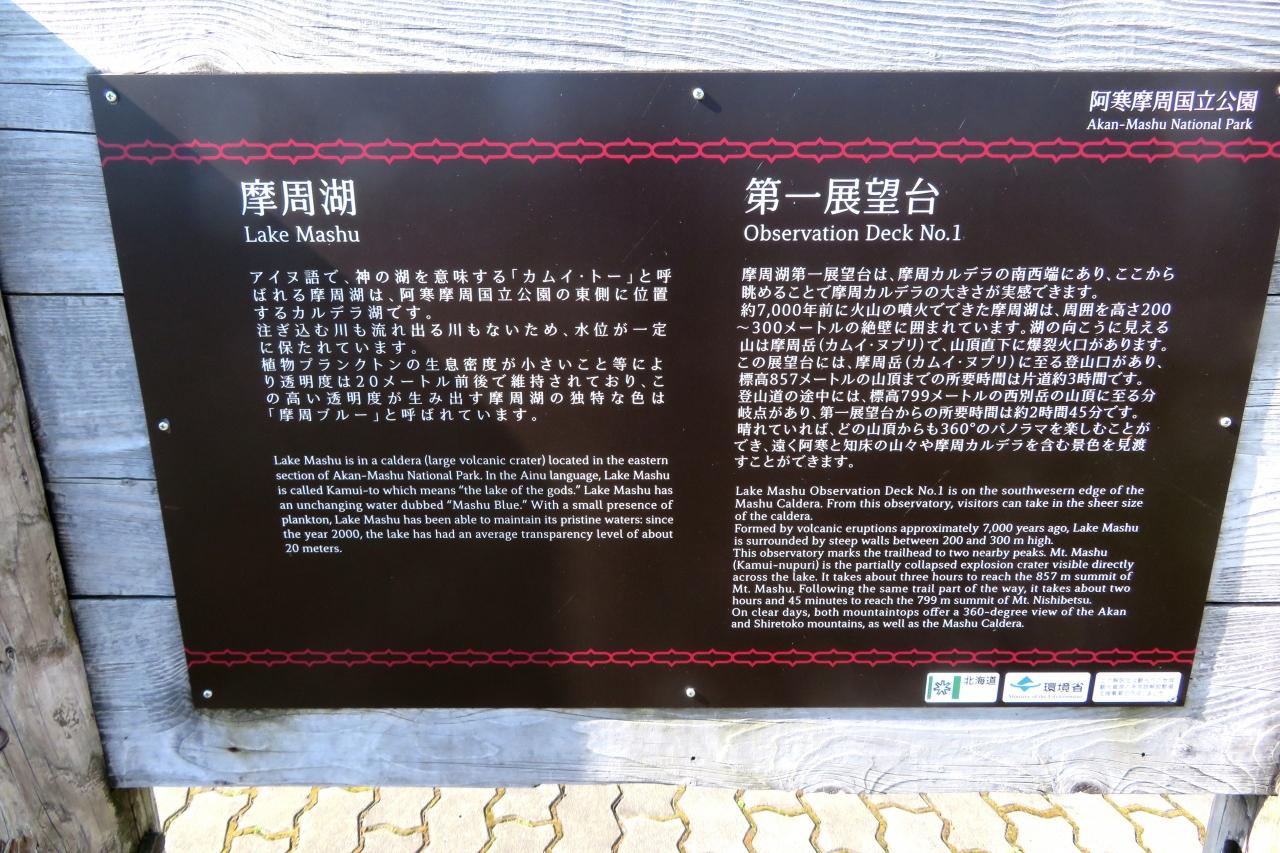 阿寒摩周国立公園
Akan-Mashu National Park
摩周湖
Lake Mashu
アイヌ語で、神の湖を意味する「カムイ・トー」と呼
ばれる摩周湖は、阿寒摩周国立公園の東側に位置
するカルデラ湖です。
注ぎ込む川も流れ出る川もないため、水位が一定
に保たれています。
植物プランクトンの生息密度が小さいこと等によ
り透明度は20メートル前後で維持されており、こ
の高い透明度が生み出す摩周湖の独特な色は
「摩周ブルー」と呼ばれています。
Lake Mashu is in a caldera (large volcanic crater) located in the eastern
section of Akan-Mashu National Park. In the Ainu language, Lake Mashu
is called Kamui-to which means “the lake of the gods.” Lake Mashu has
an unchanging water dubbed “Mashu Blue.” With a small presence of
plankton, Lake Mashu has been able to maintain its pristine waters: since
the year 2000, the lake has had an average transparency level of about
20 meters.
第一展望台
Observation Deck No.1
摩周湖第一展望台は、摩周カルデラの南西端にあり、ここから
眺めることで摩周カルデラの大きさが実感できます。
約7,000年前に火山の噴火でできた摩周湖は、周囲を高さ200
～300メートルの絶壁に囲まれています。湖の向こうに見える
山は摩周岳（カムイ・ヌプリ）で、山頂直下に爆裂火口があります。
この展望台には、摩周岳（カムイ・ヌプリ）に至る登山口があり、
標高857メートルの山頂までの所要時間は片道約3時間です。
登山道の途中には、標高799メートルの西別岳の山頂に至る分
岐点があり、第一展望台からの所要時間は約2時間45分です。
晴れていれば、どの山頂からも360°のパノラマを楽しむことが
でき、遠く阿寒と知床の山々や摩周カルデラを含む景色を見渡
すことができます。
Lake Mashu Observation Deck No.1 is on the southwesern edge of the
Mashu Caldera. From this observatory, visitors can take in the sheer size
of the caldera.
Formed by volcanic eruptions approximately 7,000 years ago, Lake Mashu
is surrounded by steep walls between 200 and 300 m high.
This observatory marks the trailhead to two nearby peaks. Mt. Mashu
(Kamui-nupuri) is the partially collapsed explosion crater visible directly
across the lake. It takes about three hours to reach the 857 m summit of
Mt. Mashu. Following the same trail part of the way, it takes about two
hours and 45 minutes to reach the 799 m summit of Mt. Nishibetsu.
On clear days, both mountaintops offer a 360-degree view of the Akan
and Shiretoko mountains, as well as the Mashu Caldera.
北海道
環境省
Ministry of the Environment